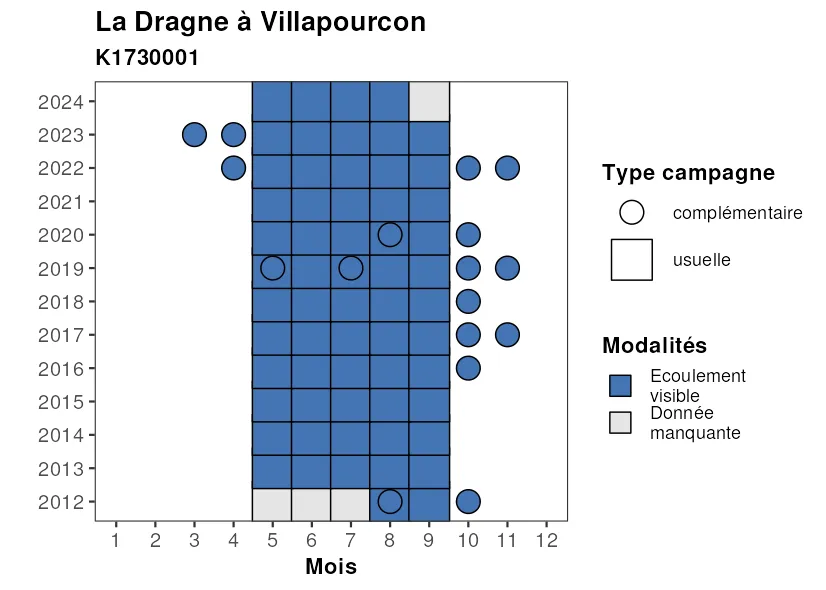 La Dragne à Villapourcon
K1730001
2024
2023
2022
2021
2020
2019
2018
2017
2016
2015
2014
2013
2012
1 2 3 4 5 6 7 8 9 10 11 12
Mois
Type campagne
complémentaire
usuelle
Modalités
Ecoulement
visible
Donnée
manquante